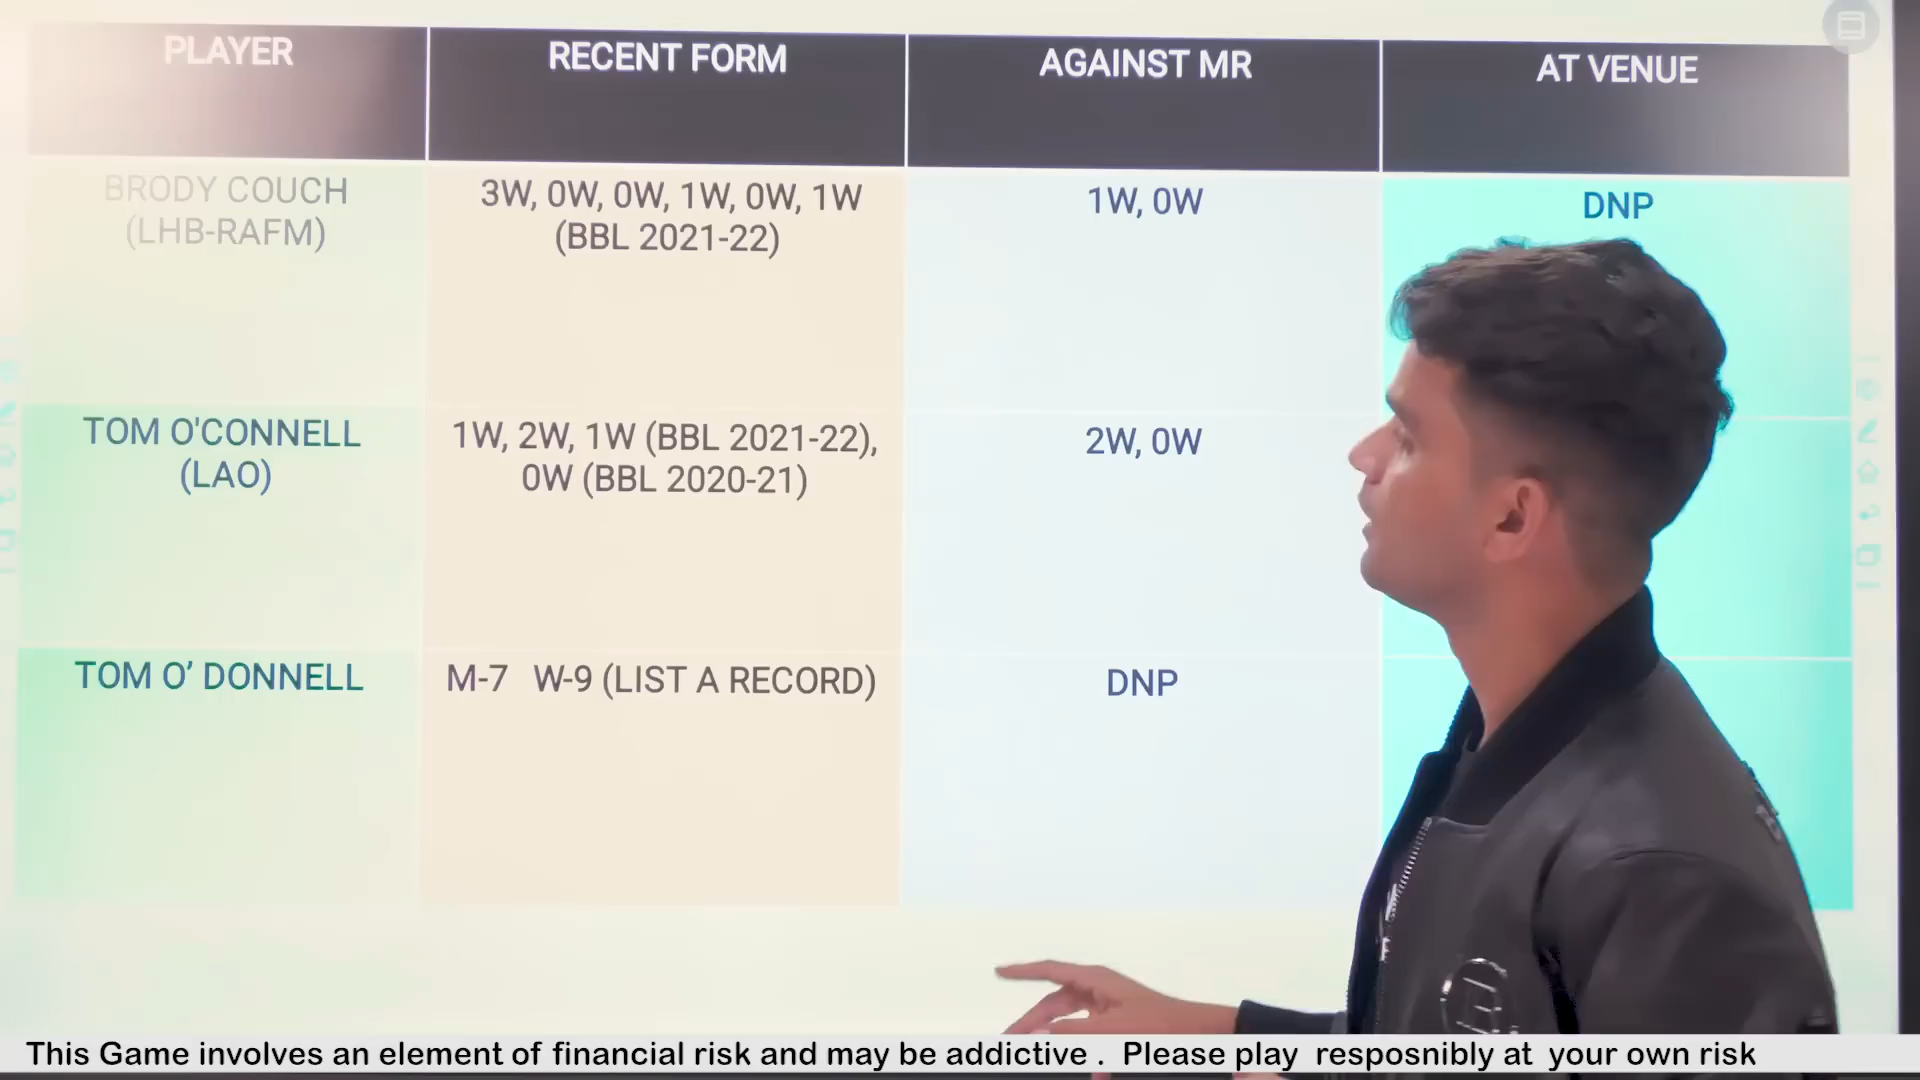 PLAYER
RECENT FORM
AGAINST MR
AT VENUE
BRODY COUCH
(LHB-RAFM)
3W, 0W, 0W, 1W, 0W, 1W
(BBL 2021-22)
1W, 0W
DNP
TOM O'CONNELL
(LAO)
1W, 2W, 1W (BBL 2021-22),
0W (BBL 2020-21)
2W, 0W
TOM O’ DONNELL
M-7 W-9 (LIST A RECORD)
DNP
This Game involves an element of financial risk and may be addictive . Please play resposnibly at your own risk